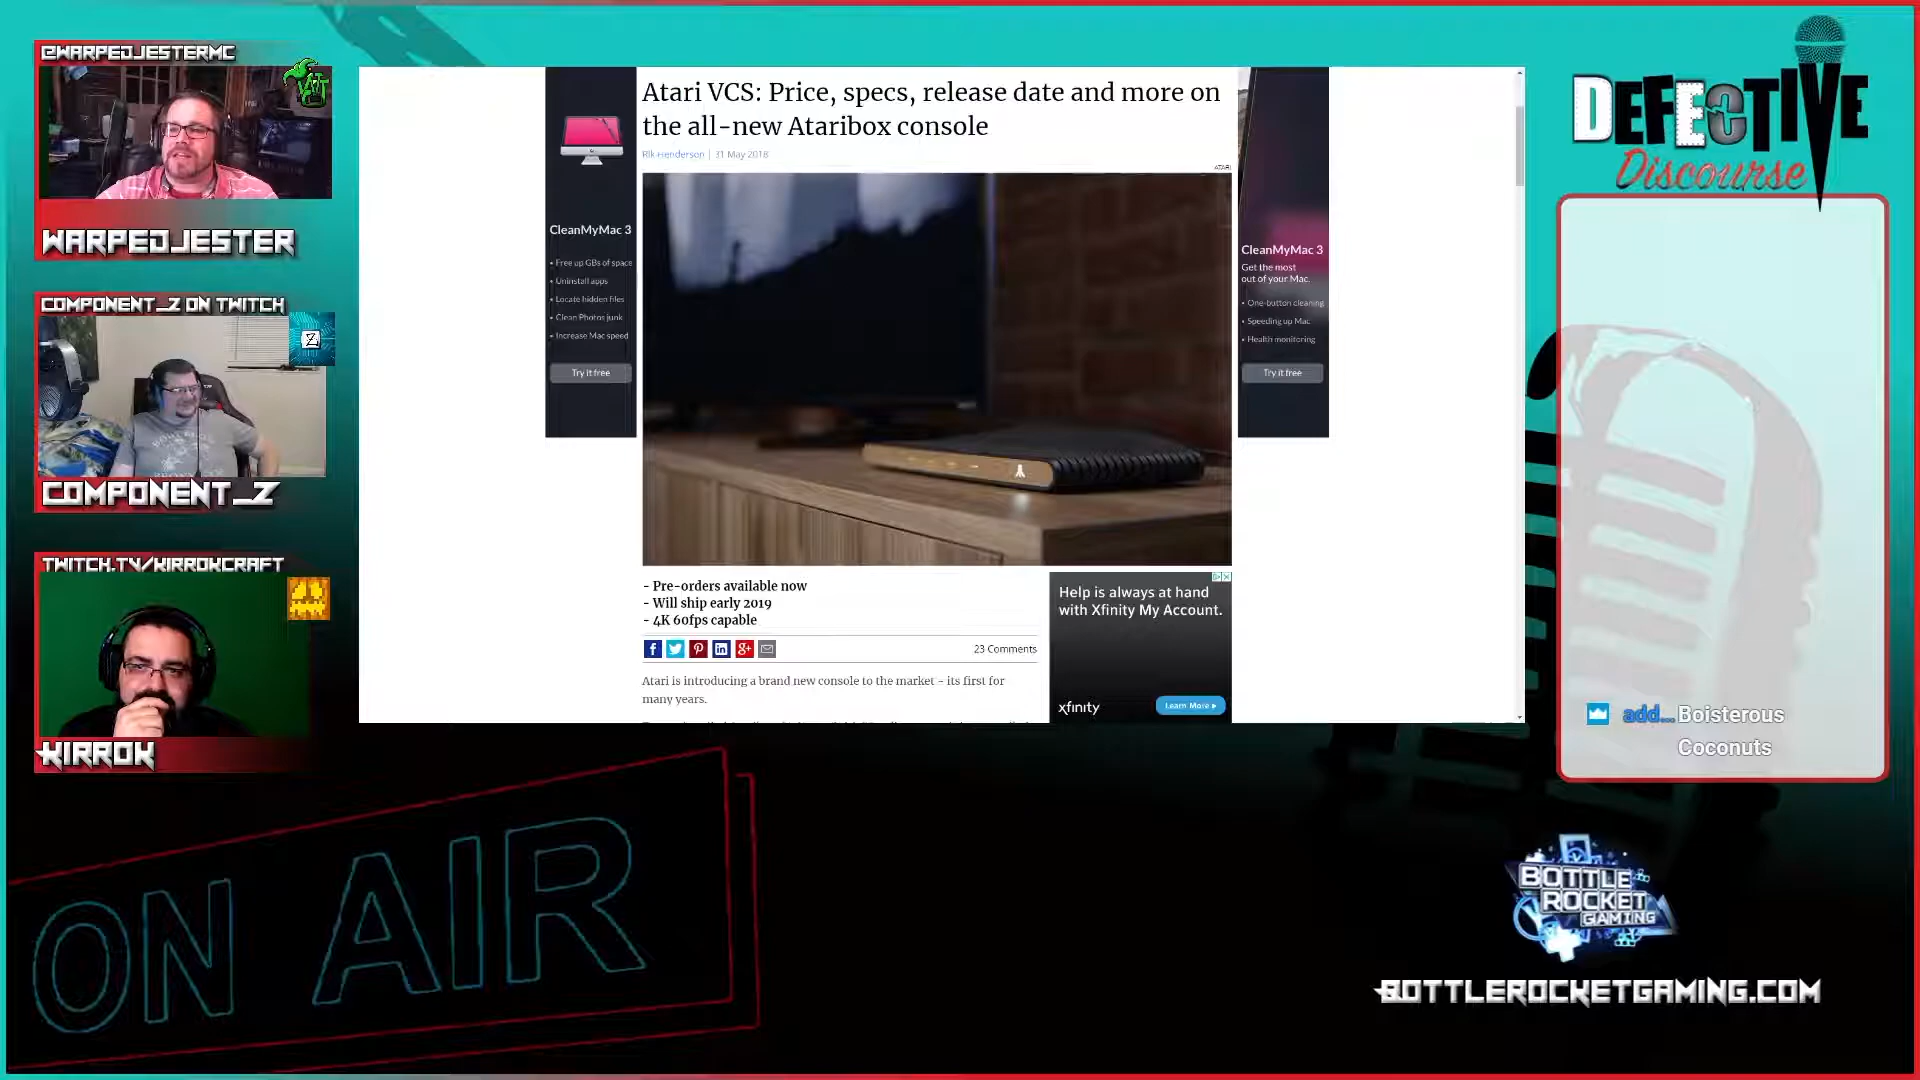 @WARPEDJESTERMC
WARPEDJESTER
COMPONENT_Z ON TWITCH
Z
COMPONENT_Z
TWITCH.TV/KIRROKCRAFT
KIRROK
Atari VCS: Price, specs, release date and more on
the all-new Ataribox console
Rik Henderson | 31 May 2018
ATARI
CleanMyMac 3
• Free up GBs of space
• Uninstall apps
• Locate hidden files
• Clean Photos junk
• Increase Mac speed
Try it free
CleanMyMac 3
Get the most
out of your Mac.
• One-button cleaning
• Speeding up Mac
• Health monitoring
Try it free
- Pre-orders available now
- Will ship early 2019
- 4K 60fps capable
23 Comments
Atari is introducing a brand new console to the market - its first for
many years.
Help is always at hand
with Xfinity My Account.
xfinity
Learn More
DEFECTIVE
Discourse
add... Boisterous
Coconuts
ON AIR
BOTTLE
ROCKET
GAMING
BOTTLEROCKETGAMING.COM